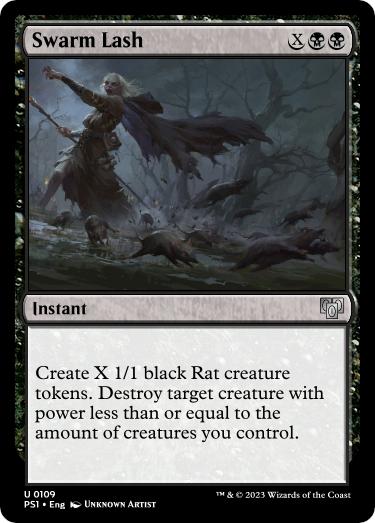 Swarm Lash X
Instant
Create X 1/1 black Rat creature
tokens. Destroy target creature with
power less than or equal to the
amount of creatures you control.
U 0109
PS1 • Eng Unknown Artist
™ & © 2023 Wizards of the Coast